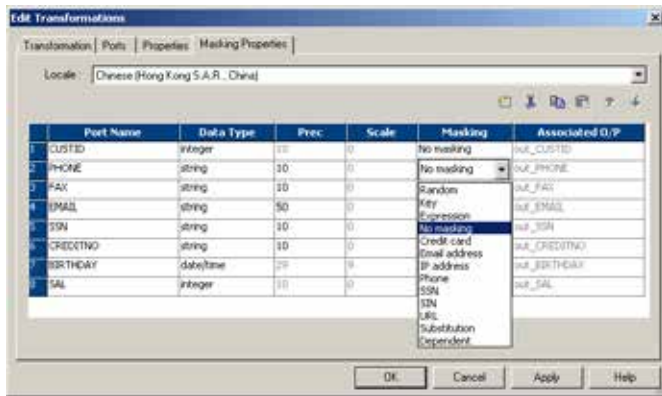 Edit Transformations
Transformation Ports Properties Masking Properties
Locale Chinese (Hong Kong S.A.R., China)
Port Name Data Type Prec Scale Masking Associated O/P
1 CUSTID integer 10 0 No masking out_CUSTID
2 PHONE string 10 0 No masking out_PHONE
3 FAX string 10 0 out_FAX
4 EMAIL string 50 0 out_EMAIL
5 SSN string 10 0 out_SSN
6 CREDITNO string 10 0 out_CREDITNO
7 BIRTHDAY date/time 29 9 out_BIRTHDAY
8 SAL integer 10 0 out_SAL
Random
Key
Expression
No masking
Credit card
Email address
IP address
Phone
SSN
SIN
URL
Substitution
Dependent
OK Cancel Apply Help